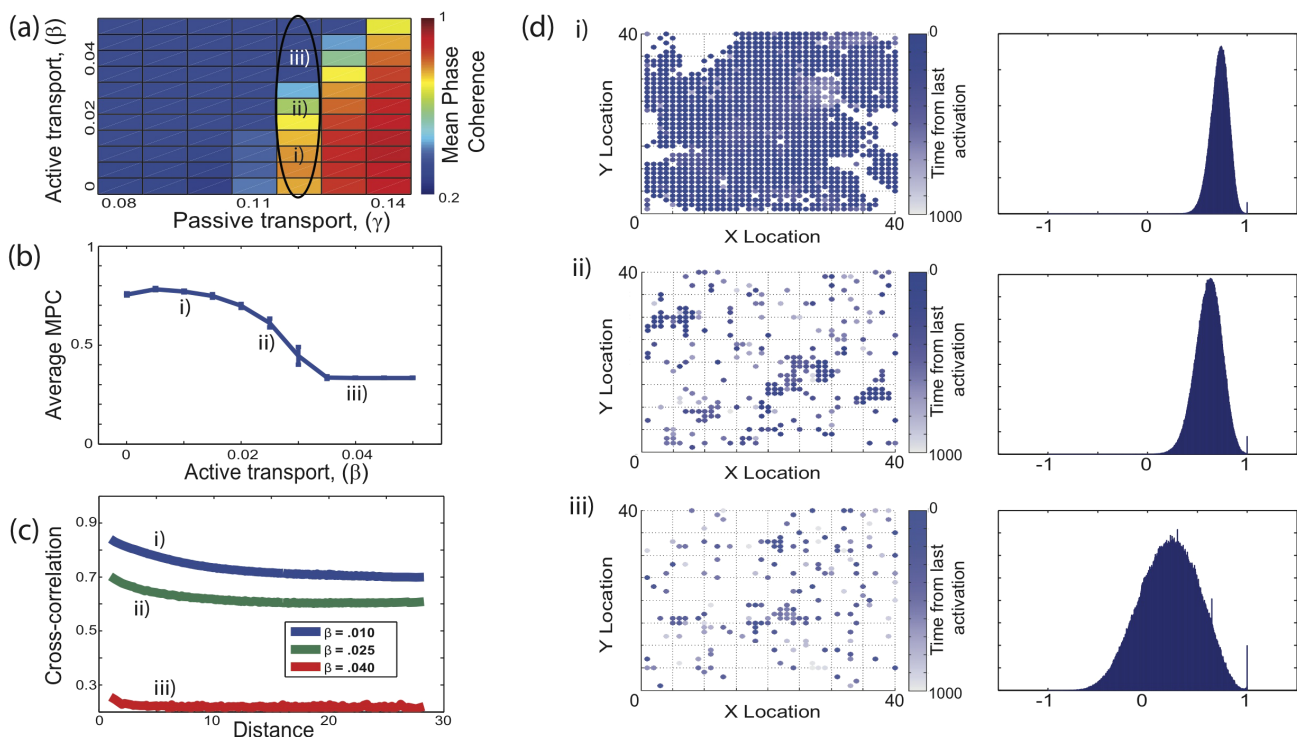 (a)
Active transport, (β)
0.04
0.02
0
iii)
ii)
i)
0.08
0.11
0.14
Passive transport, (γ)
1
0.2
Mean Phase
Coherence
(b)
Average MPC
1
0.5
0
i)
ii)
iii)
0
0.02
0.04
Active transport, (β)
(c)
Cross-correlation
0.9
0.7
0.5
0.3
i)
ii)
iii)
β = .010
β = .025
β = .040
0
10
20
30
Distance
(d)
i)
40
Y Location
0
0
40
X Location
0
1000
Time from last
activation
-1
0
1
ii)
40
Y Location
0
0
40
X Location
0
1000
Time from last
activation
-1
0
1
iii)
40
Y Location
0
0
40
X Location
0
1000
Time from last
activation
-1
0
1